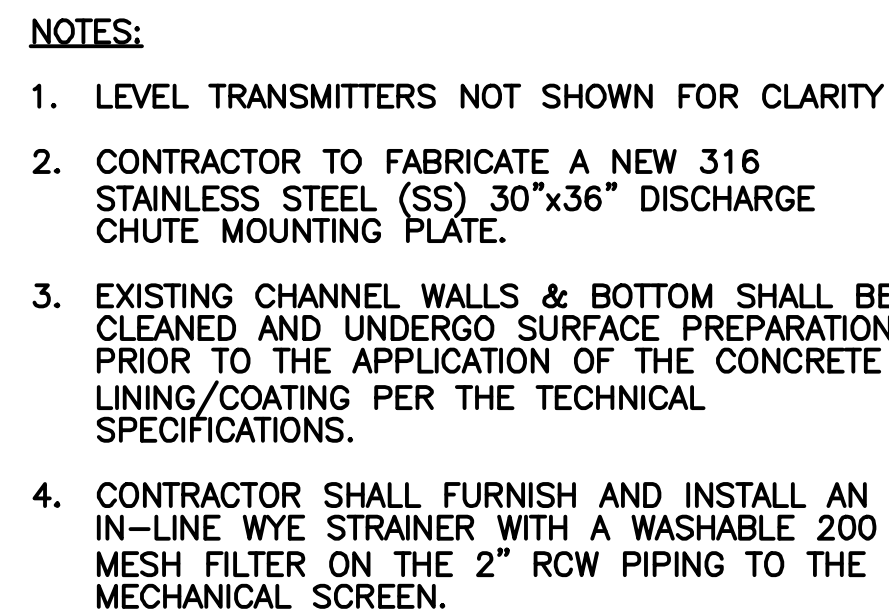 NOTES:
1. LEVEL TRANSMITTERS NOT SHOWN FOR CLARITY
2. CONTRACTOR TO FABRICATE A NEW 316
STAINLESS STEEL (SS) 30”x36” DISCHARGE
CHUTE MOUNTING PLATE.
3. EXISTING CHANNEL WALLS & BOTTOM SHALL BE
CLEANED AND UNDERGO SURFACE PREPARATION
PRIOR TO THE APPLICATION OF THE CONCRETE
LINING/COATING PER THE TECHNICAL
SPECIFICATIONS.
4. CONTRACTOR SHALL FURNISH AND INSTALL AN
IN–LINE WYE STRAINER WITH A WASHABLE 200
MESH FILTER ON THE 2” RCW PIPING TO THE
MECHANICAL SCREEN.